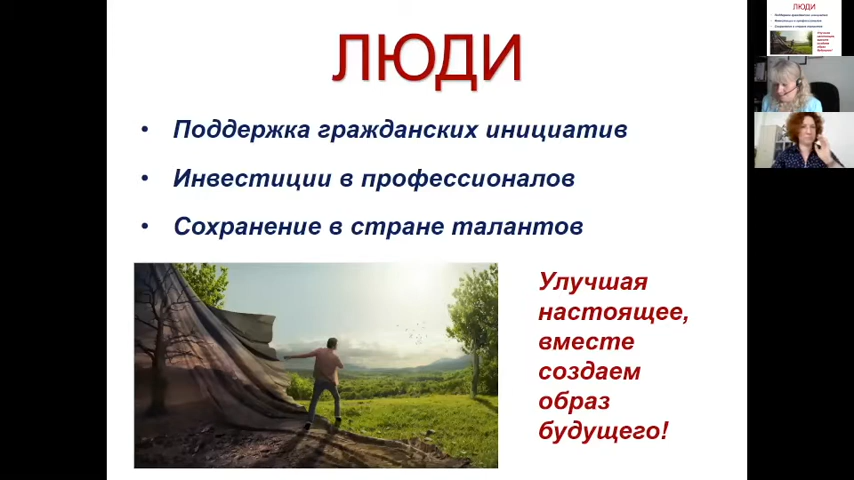 ЛЮДИ
• Поддержка гражданских инициатив
• Инвестиции в профессионалов
• Сохранение в стране талантов
Улучшая
настоящее,
вместе
создаем
образ
будущего!
ЛЮДИ